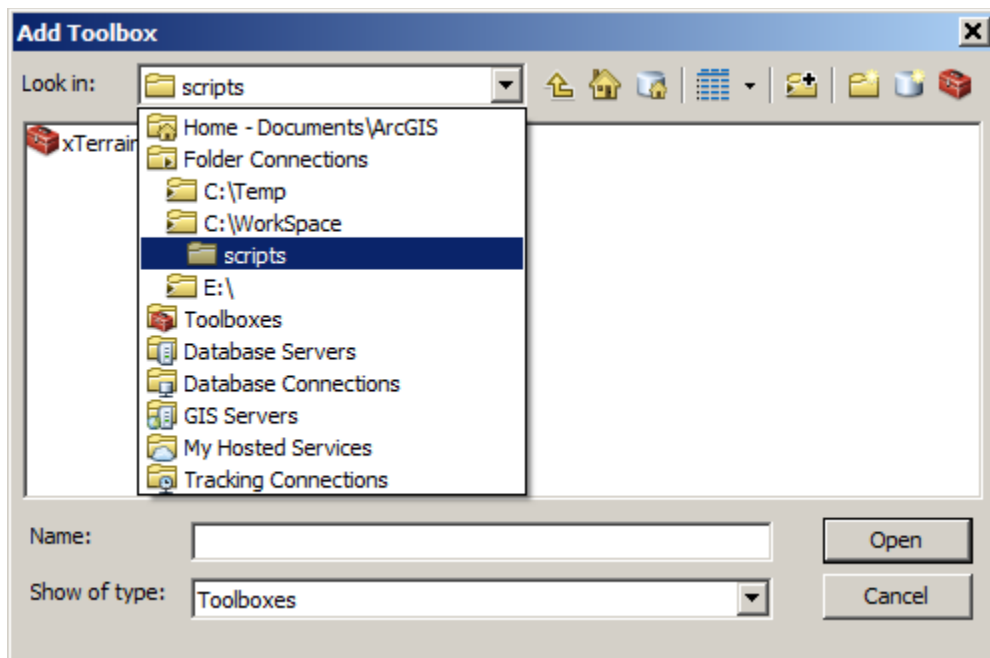 Add Toolbox
Look in:
scripts
Home - Documents\ArcGIS
xTerrain
Folder Connections
C:\Temp
C:\WorkSpace
scripts
E:\
Toolboxes
Database Servers
Database Connections
GIS Servers
My Hosted Services
Tracking Connections
Name:
Open
Show of type:
Toolboxes
Cancel